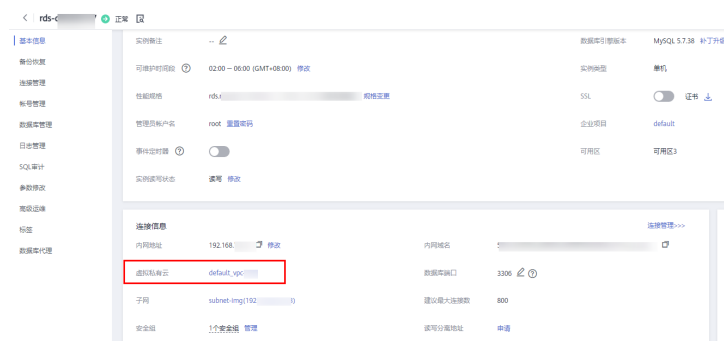 rds- 正常
基本信息
备份恢复
连接管理
帐号管理
数据库管理
日志管理
SQL审计
参数修改
高级运维
标签
数据库代理
实例备注 -- 数据库引擎版本 MySQL 5.7.38 补丁升级
可维护时间段 02:00 – 06:00 (GMT+08:00) 修改 实例类型 单机
性能规格 rds. 规格变更 SSL 证书
管理员帐户名 root 重置密码 企业项目 default
事件定时器 可用区 可用区3
实例读写状态 读写 修改
连接信息 连接管理>>>
内网地址 192.168. 修改 内网域名
虚拟私有云 default_vpc 数据库端口 3306
子网 subnet-lmg(192 建议最大连接数 800
安全组 1个安全组 管理 读写分离地址 申请